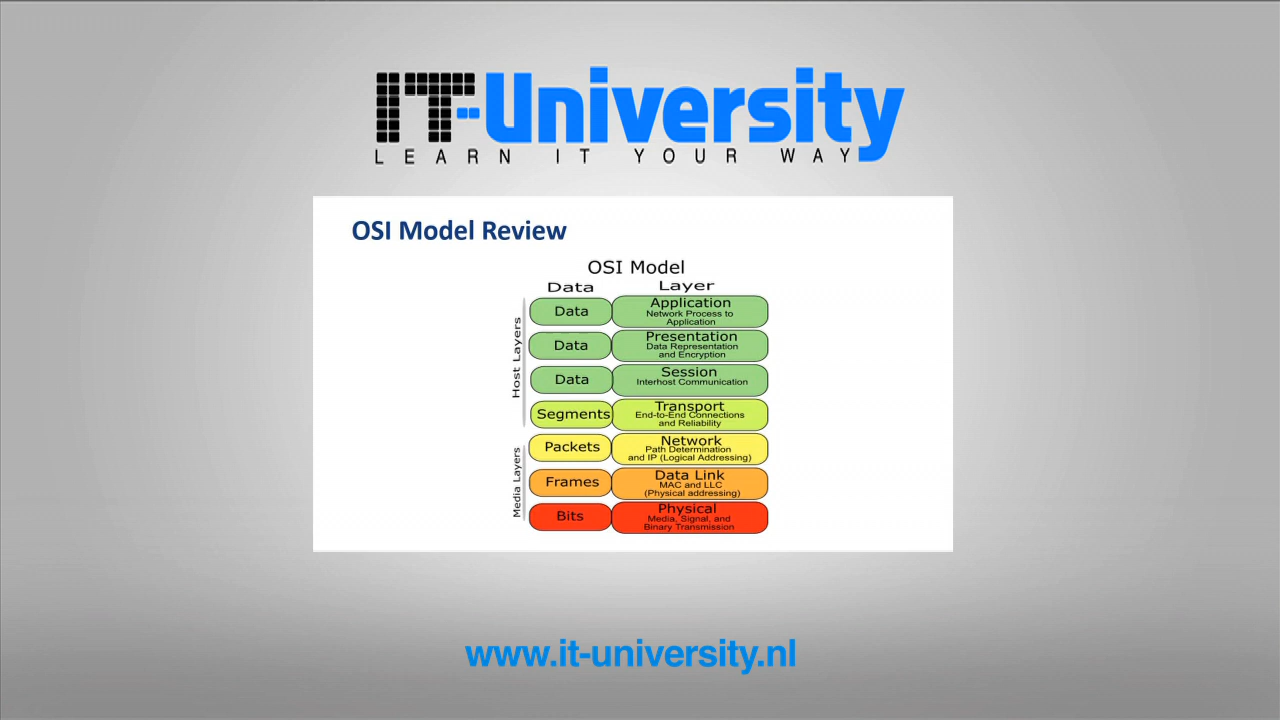 IT-University
LEARN IT YOUR WAY
OSI Model Review
OSI Model
Data Layer
Host Layers
Data Application
Network Process to
Application
Data Presentation
Data Representation
and Encryption
Data Session
Interhost Communication
Segments Transport
End-to-End Connections
and Reliability
Media Layers
Packets Network
Path Determination
and IP (Logical Addressing)
Frames Data Link
MAC and LLC
(Physical addressing)
Bits Physical
Media, Signal, and
Binary Transmission
www.it-university.nl